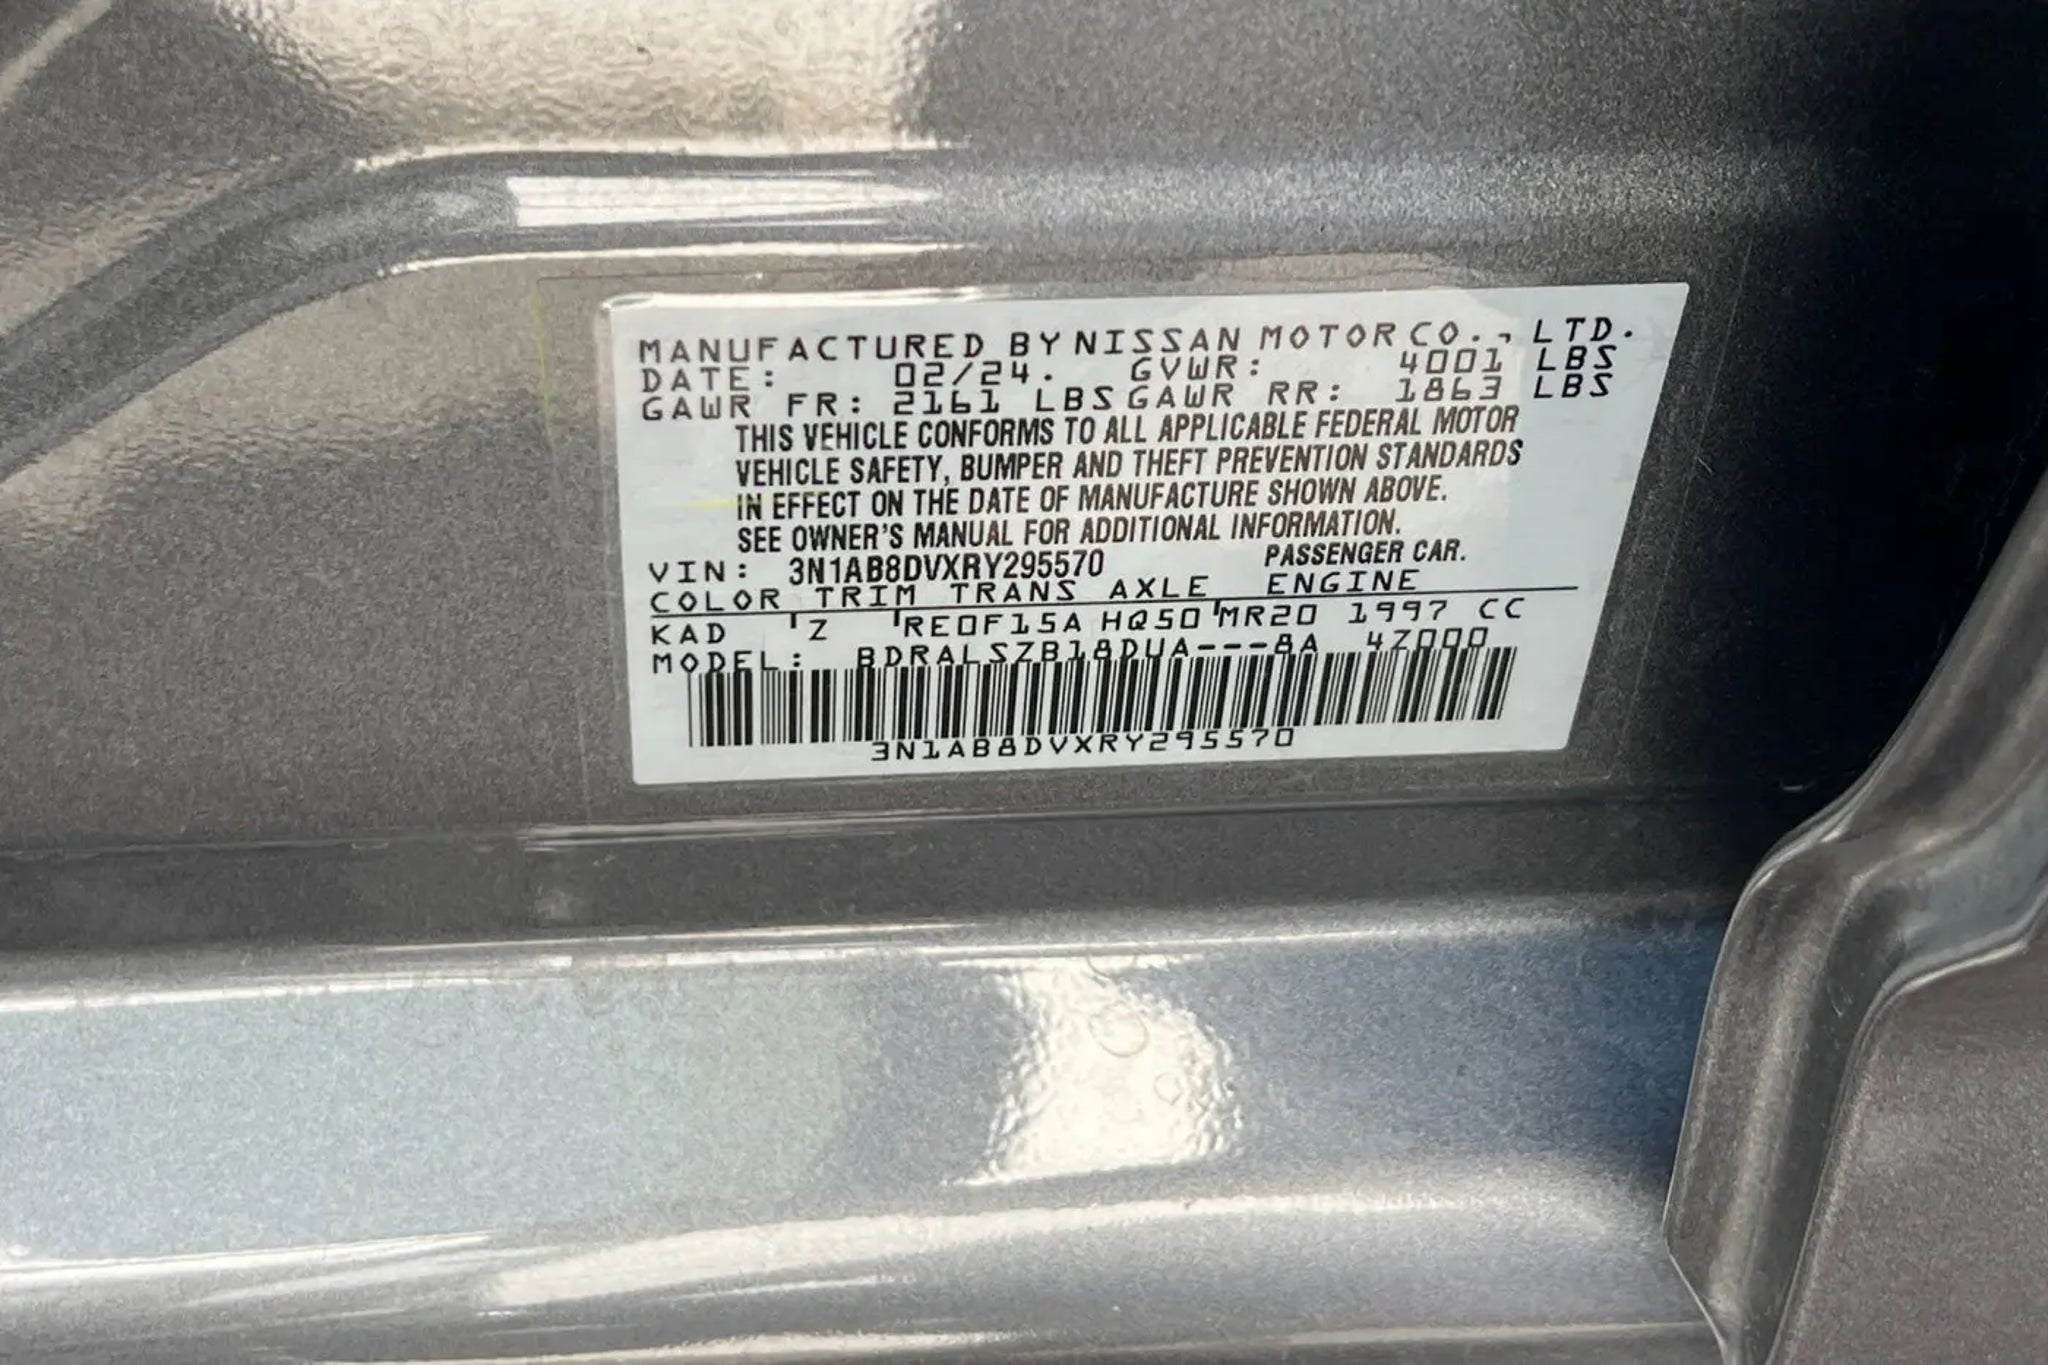 MANUFACTURED BY NISSAN MOTOR CO., LTD.
DATE: 02/24. GVWR: 4001 LBS
GAWR FR: 2161 LBS GAWR RR: 1863 LBS
THIS VEHICLE CONFORMS TO ALL APPLICABLE FEDERAL MOTOR
VEHICLE SAFETY, BUMPER AND THEFT PREVENTION STANDARDS
IN EFFECT ON THE DATE OF MANUFACTURE SHOWN ABOVE.
SEE OWNER'S MANUAL FOR ADDITIONAL INFORMATION.
VIN: 3N1AB8DVXRY295570 PASSENGER CAR.
COLOR TRIM TRANS AXLE ENGINE
KAD Z RE0F15A HQ50 MR20 1997 CC
MODEL: BDRALSZB18DUA---8A 4Z000
3N1AB8DVXRY295570